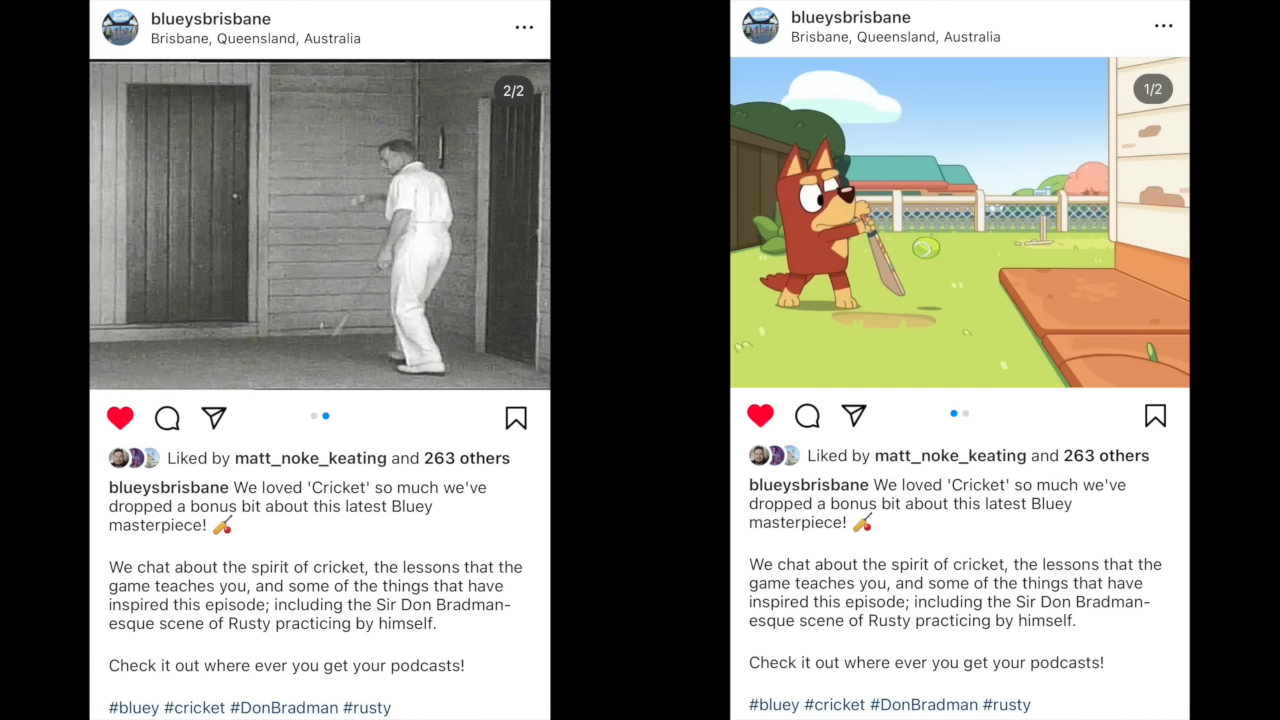 blueysbrisbane
Brisbane, Queensland, Australia
2/2
Liked by matt_noke_keating and 263 others
blueysbrisbane We loved 'Cricket' so much we've
dropped a bonus bit about this latest Bluey
masterpiece! 🏏
We chat about the spirit of cricket, the lessons that the
game teaches you, and some of the things that have
inspired this episode; including the Sir Don Bradman-
esque scene of Rusty practicing by himself.
Check it out where ever you get your podcasts!
#bluey #cricket #DonBradman #rusty
blueysbrisbane
Brisbane, Queensland, Australia
1/2
Liked by matt_noke_keating and 263 others
blueysbrisbane We loved 'Cricket' so much we've
dropped a bonus bit about this latest Bluey
masterpiece! 🏏
We chat about the spirit of cricket, the lessons that the
game teaches you, and some of the things that have
inspired this episode; including the Sir Don Bradman-
esque scene of Rusty practicing by himself.
Check it out where ever you get your podcasts!
#bluey #cricket #DonBradman #rusty